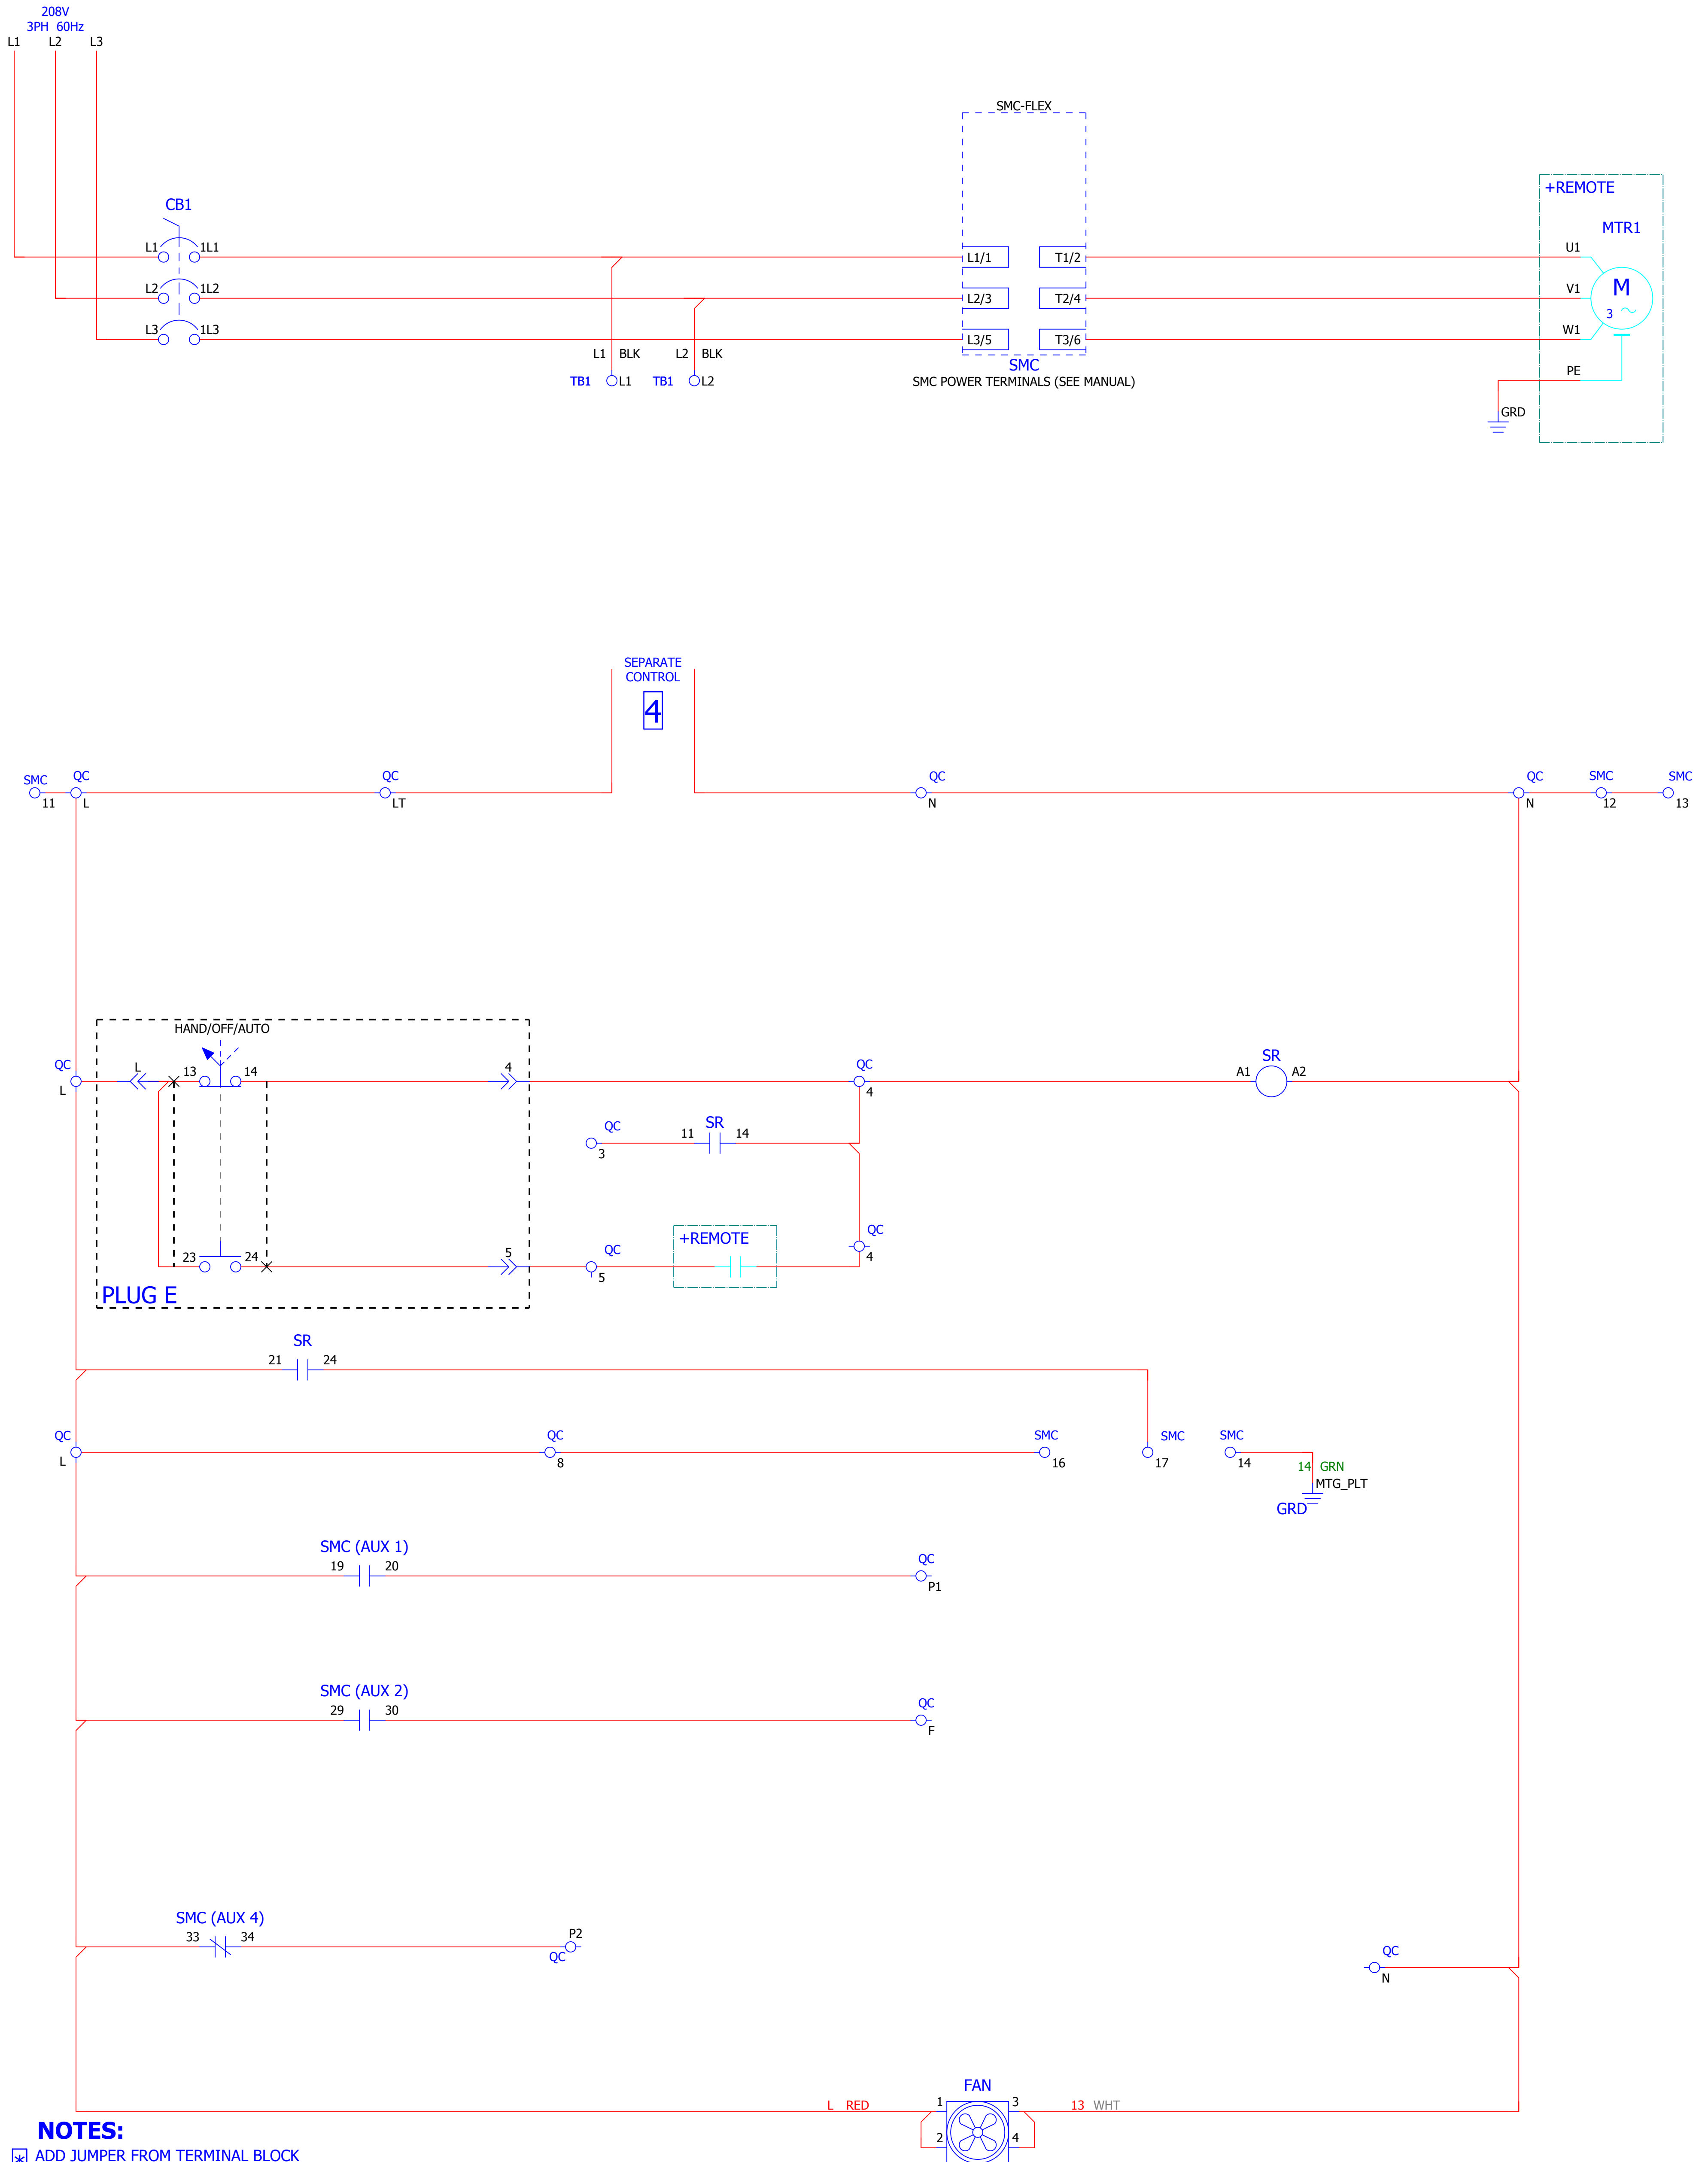 208V
3PH 60Hz
L1 L2 L3
SMC-FLEX
+REMOTE
CB1
MTR1
L1 1L1 L1/1 T1/2 U1
L2 1L2 L2/3 T2/4 V1 M
3
L3 1L3 L3/5 T3/6 W1
L1 BLK L2 BLK
SMC
TB1 L1 TB1 L2 SMC POWER TERMINALS (SEE MANUAL)
PE
GRD
SEPARATE
CONTROL
4
SMC QC QC QC QC SMC SMC
11 L LT N N 12 13
HAND/OFF/AUTO
QC L 13 14 4 QC A1 SR A2
L 4
QC 11 SR 14
3
QC
+REMOTE
4
23 24 5 QC
5
PLUG E
SR
21 24
QC QC SMC SMC SMC
L 8 16 17 14
14 GRN
MTG_PLT
GRD
SMC (AUX 1)
19 20 QC
P1
SMC (AUX 2)
29 30 QC
F
SMC (AUX 4)
33 34 P2
QC
QC
N
FAN
L RED 1 3 13 WHT
2 4
NOTES:
* ADD JUMPER FROM TERMINAL BLOCK